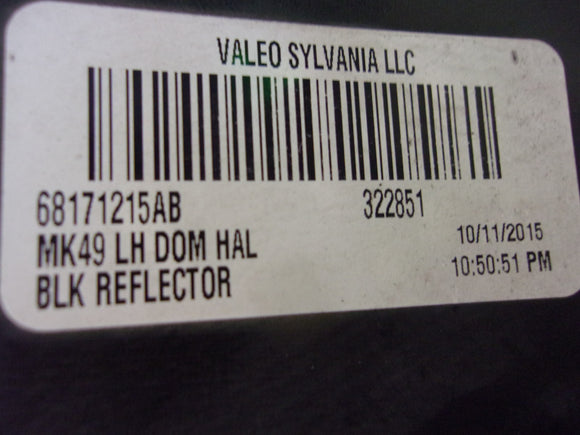 VALEO SYLVANIA LLC
68171215AB 322851
MK49 LH DOM HAL 10/11/2015
BLK REFLECTOR 10:50:51 PM